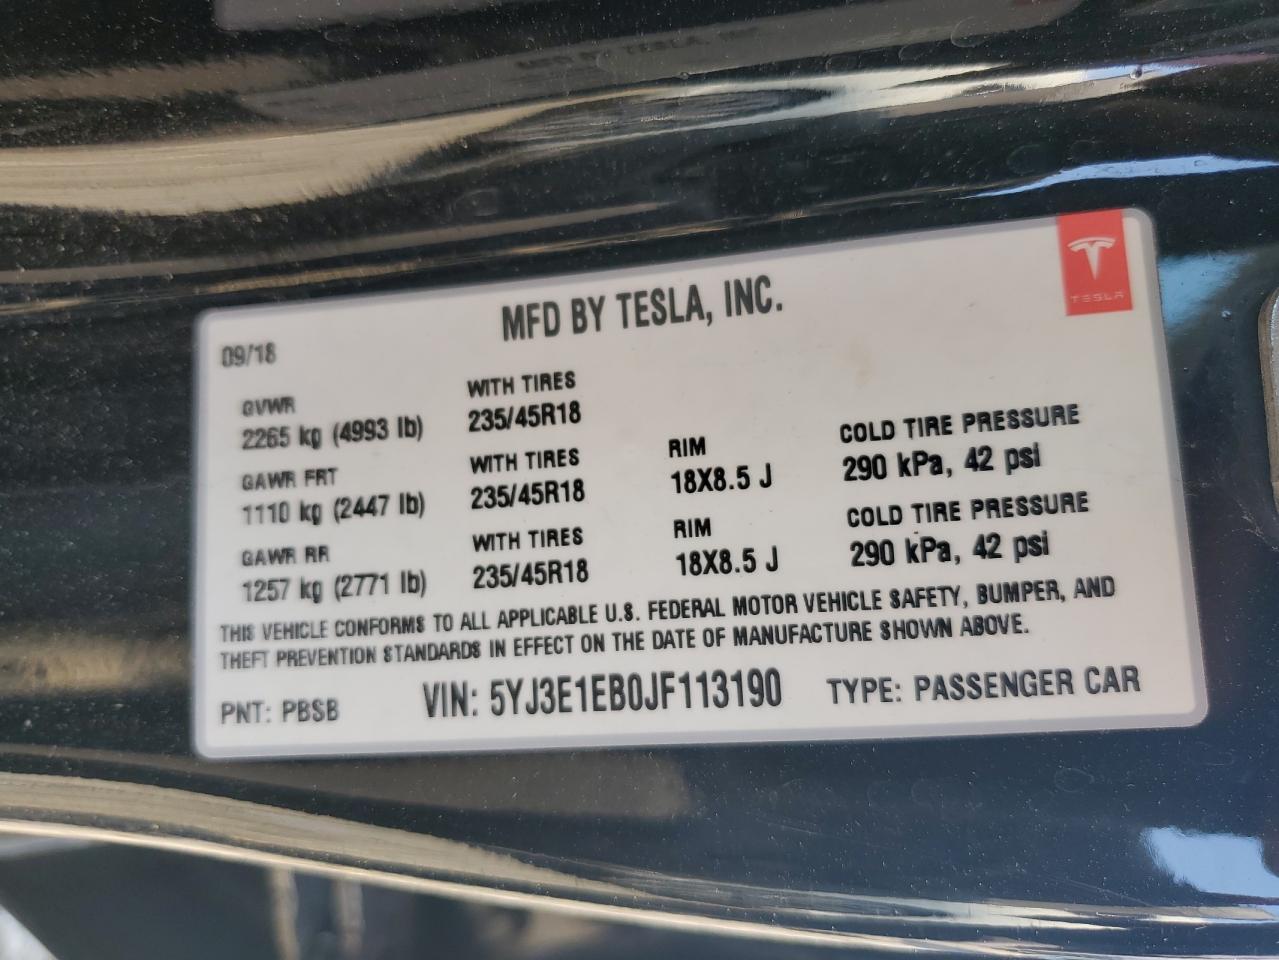 MFD BY TESLA, INC.
TESLA
09/18
GVWR
2265 kg (4993 lb)
WITH TIRES
235/45R18
GAWR FRT
1110 kg (2447 lb)
WITH TIRES
235/45R18
RIM
18X8.5 J
COLD TIRE PRESSURE
290 kPa, 42 psi
GAWR RR
1257 kg (2771 lb)
WITH TIRES
235/45R18
RIM
18X8.5 J
COLD TIRE PRESSURE
290 kPa, 42 psi
THIS VEHICLE CONFORMS TO ALL APPLICABLE U.S. FEDERAL MOTOR VEHICLE SAFETY, BUMPER, AND
THEFT PREVENTION STANDARDS IN EFFECT ON THE DATE OF MANUFACTURE SHOWN ABOVE.
PNT: PBSB
VIN: 5YJ3E1EB0JF113190
TYPE: PASSENGER CAR